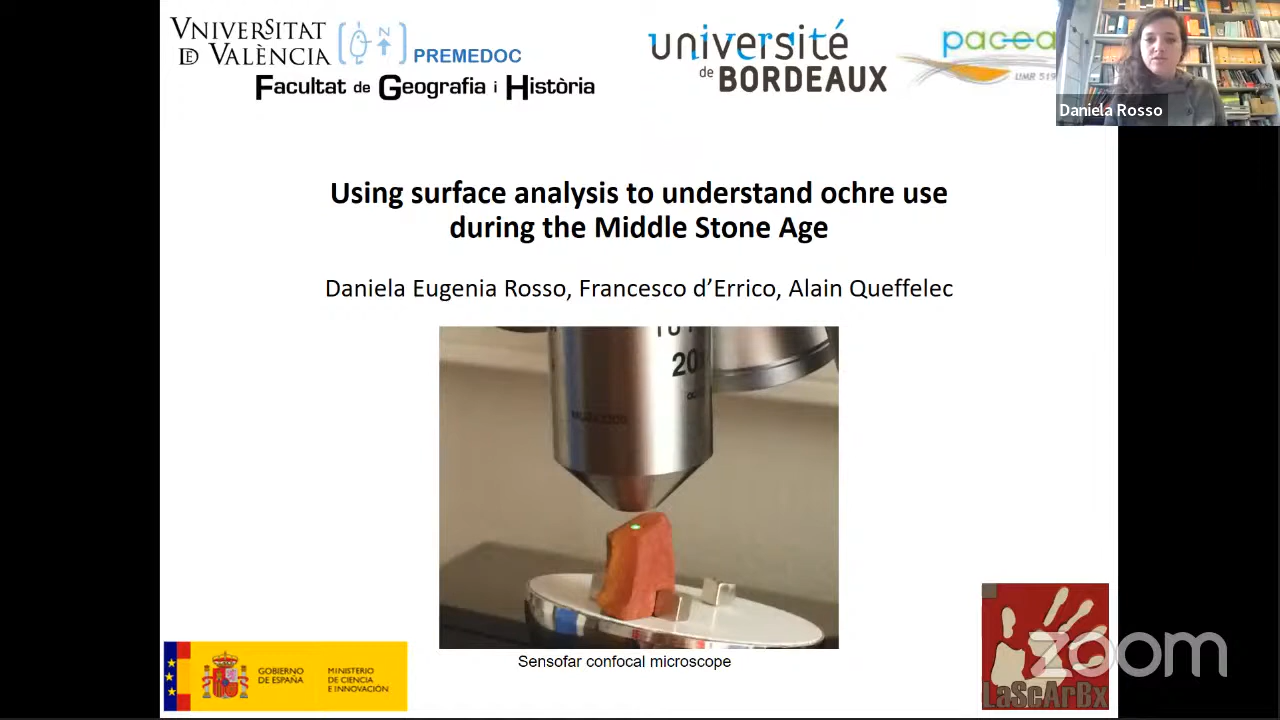 VNIVERSITAT
DE VALÈNCIA
N
PREMEDOC
Facultat de Geografia i Història
université
de BORDEAUX
pacea
UMR 519
Daniela Rosso
Using surface analysis to understand ochre use
during the Middle Stone Age
Daniela Eugenia Rosso, Francesco d'Errico, Alain Queffelec
20
Sensofar confocal microscope
GOBIERNO
DE ESPAÑA
MINISTERIO
DE CIENCIA
E INNOVACIÓN
zoom
LaScArBx